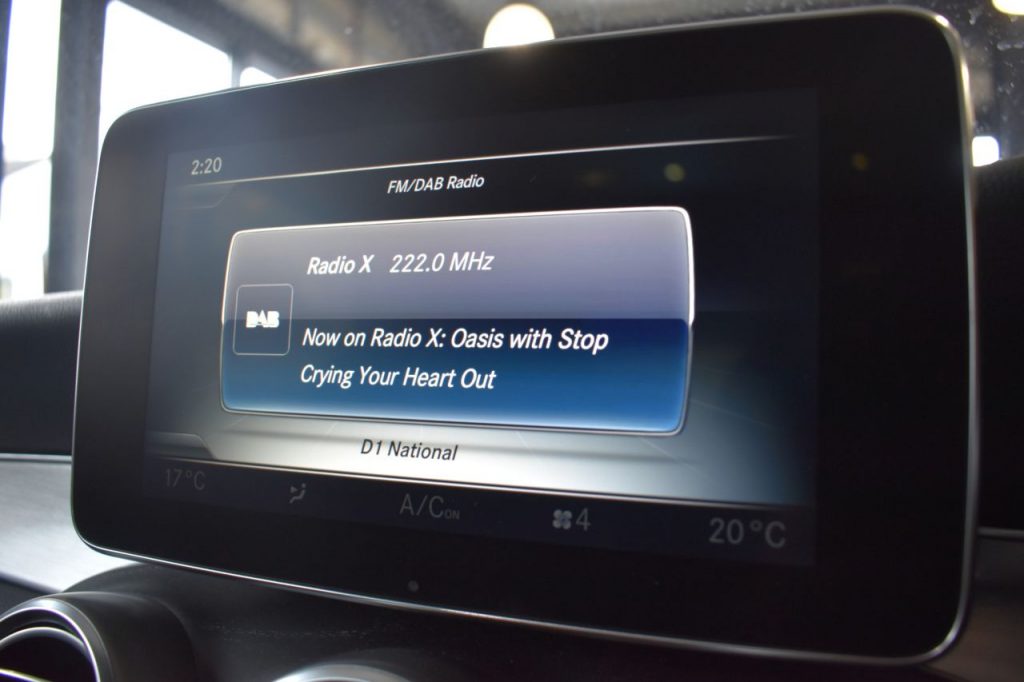 2:20
FM/DAB Radio
Radio X 222.0 MHz
DAB
Now on Radio X: Oasis with Stop
Crying Your Heart Out
D1 National
17°C A/C ON 4 20°C